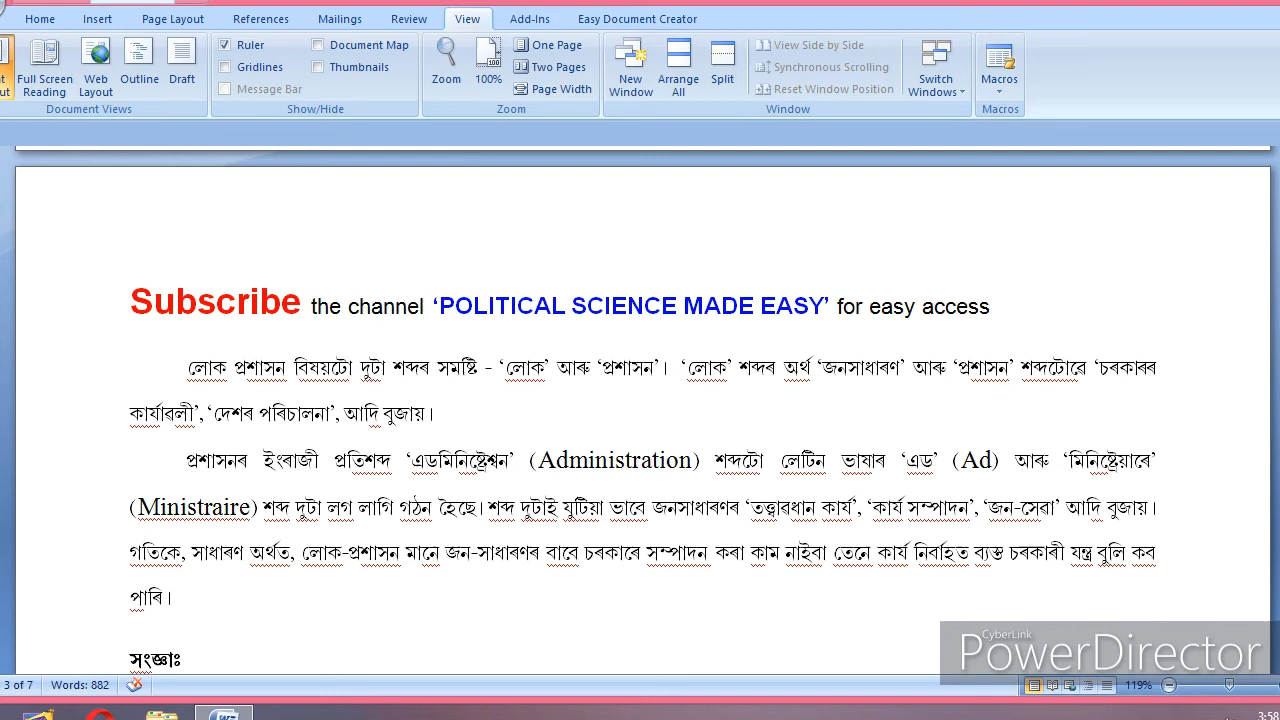 Home Insert Page Layout References Mailings Review View Add-Ins Easy Document Creator
Ruler Document Map One Page View Side by Side
Gridlines Thumbnails Two Pages Synchronous Scrolling
Message Bar Page Width Reset Window Position
Full Screen Reading Web Layout Outline Draft Zoom 100% New Window Arrange All Split Switch Windows Macros
Document Views Show/Hide Zoom Window Macros
Subscribe the channel ‘POLITICAL SCIENCE MADE EASY’ for easy access
লোক প্ৰশাসন বিষয়টো দুটা শব্দৰ সমষ্টি - ‘লোক’ আৰু ‘প্ৰশাসন’। ‘লোক’ শব্দৰ অৰ্থ ‘জনসাধাৰণ’ আৰু ‘প্ৰশাসন’ শব্দটোৱে ‘চৰকাৰৰ
কাৰ্যাৱলী’, ‘দেশৰ পৰিচালনা’, আদি বুজায়।
প্ৰশাসনৰ ইংৰাজী প্ৰতিশব্দ ‘এডমিনিষ্ট্ৰেশ্বন’ (Administration) শব্দটো লেটিন ভাষাৰ ‘এড’ (Ad) আৰু ‘মিনিষ্ট্ৰেয়াৰে’
(Ministraire) শব্দ দুটা লগ লাগি গঠন হৈছে। শব্দ দুটাই যুটিয়া ভাবে জনসাধাৰণৰ ‘তত্ত্বাৱধান কাৰ্য’, ‘কাৰ্য সম্পাদন’, ‘জন-সেৱা’ আদি বুজায়।
গতিকে, সাধাৰণ অৰ্থত, লোক-প্ৰশাসন মানে জন-সাধাৰণৰ বাবে চৰকাৰে সম্পাদন কৰা কাম নাইবা তেনে কাৰ্য নিৰ্বাহত ব্যস্ত চৰকাৰী যন্ত্ৰ বুলি কব
পাৰি।
সংজ্ঞাঃ
CyberLink
PowerDirector
3 of 7 Words: 882 119%
3:58